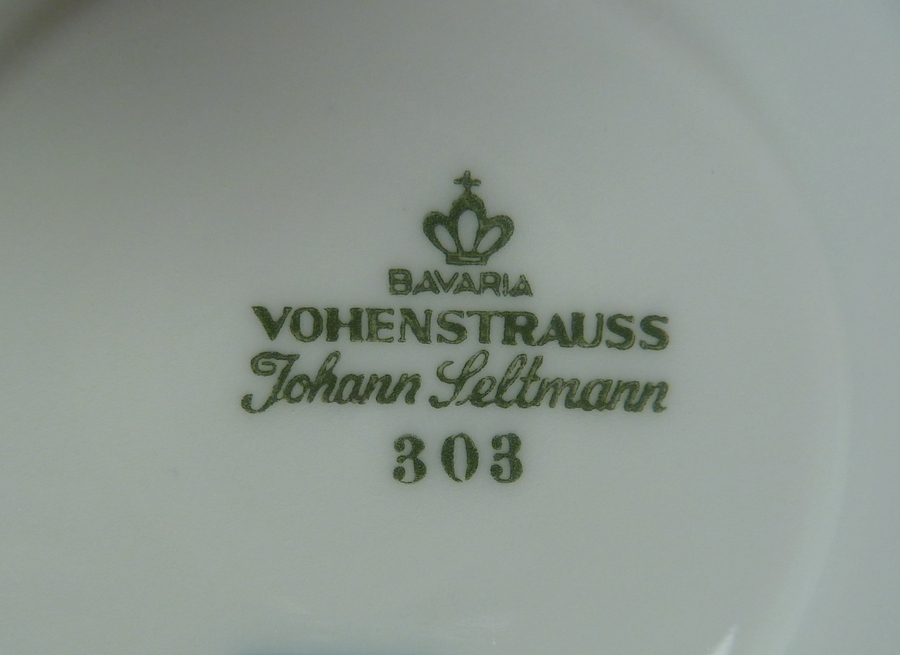 BAVARIA
VOHENSTRAUSS
Johann Seltmann
303